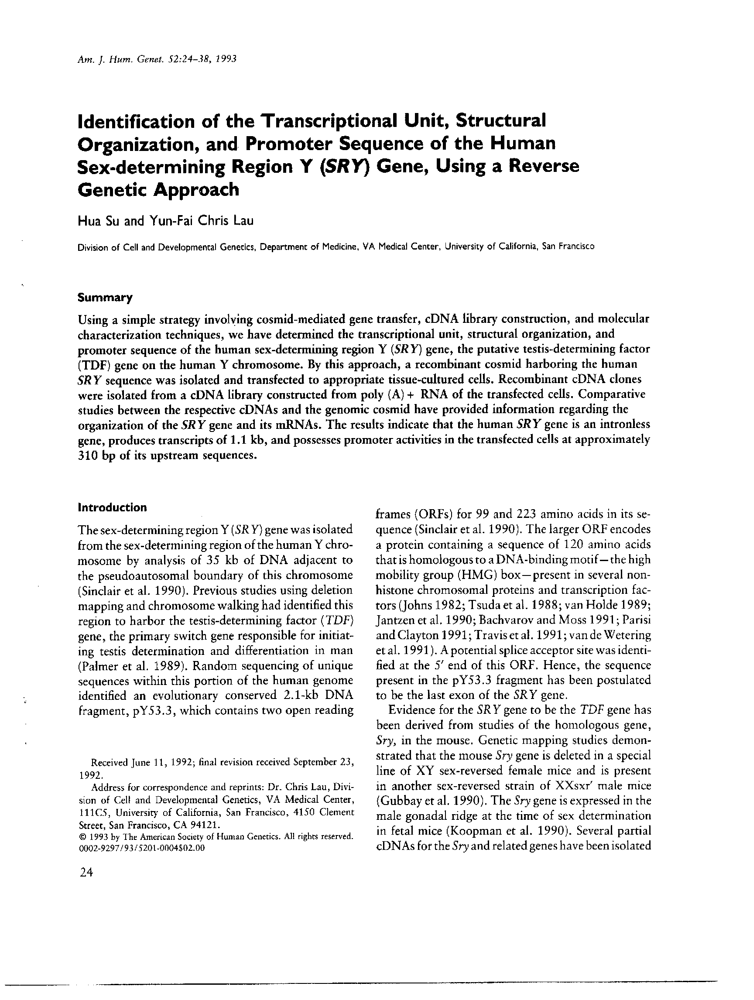 Am. J. Hum. Genet. 52:24–38, 1993
Identification of the Transcriptional Unit, Structural
Organization, and Promoter Sequence of the Human
Sex-determining Region Y (SRY) Gene, Using a Reverse
Genetic Approach
Hua Su and Yun-Fai Chris Lau
Division of Cell and Developmental Genetics, Department of Medicine, VA Medical Center, University of California, San Francisco
Summary
Using a simple strategy involving cosmid-mediated gene transfer, cDNA library construction, and molecular
characterization techniques, we have determined the transcriptional unit, structural organization, and
promoter sequence of the human sex-determining region Y (SRY) gene, the putative testis-determining factor
(TDF) gene on the human Y chromosome. By this approach, a recombinant cosmid harboring the human
SRY sequence was isolated and transfected to appropriate tissue-cultured cells. Recombinant cDNA clones
were isolated from a cDNA library constructed from poly (A)+ RNA of the transfected cells. Comparative
studies between the respective cDNAs and the genomic cosmid have provided information regarding the
organization of the SRY gene and its mRNAs. The results indicate that the human SRY gene is an intronless
gene, produces transcripts of 1.1 kb, and possesses promoter activities in the transfected cells at approximately
310 bp of its upstream sequences.
Introduction
The sex-determining region Y (SRY) gene was isolated
from the sex-determining region of the human Y chro-
mosome by analysis of 35 kb of DNA adjacent to
the pseudoautosomal boundary of this chromosome
(Sinclair et al. 1990). Previous studies using deletion
mapping and chromosome walking had identified this
region to harbor the testis-determining factor (TDF)
gene, the primary switch gene responsible for initiat-
ing testis determination and differentiation in man
(Palmer et al. 1989). Random sequencing of unique
sequences within this portion of the human genome
identified an evolutionary conserved 2.1-kb DNA
fragment, pY53.3, which contains two open reading
Received June 11, 1992; final revision received September 23,
1992.
Address for correspondence and reprints: Dr. Chris Lau, Divi-
sion of Cell and Developmental Genetics, VA Medical Center,
111C5, University of California, San Francisco, 4150 Clement
Street, San Francisco, CA 94121.
© 1993 by The American Society of Human Genetics. All rights reserved.
0002-9297/93/5201-0004$02.00
24
frames (ORFs) for 99 and 223 amino acids in its se-
quence (Sinclair et al. 1990). The larger ORF encodes
a protein containing a sequence of 120 amino acids
that is homologous to a DNA-binding motif—the high
mobility group (HMG) box—present in several non-
histone chromosomal proteins and transcription fac-
tors (Johns 1982; Tsuda et al. 1988; van Holde 1989;
Jantzen et al. 1990; Bachvarov and Moss 1991; Parisi
and Clayton 1991; Travis et al. 1991; van de Wetering
et al. 1991). A potential splice acceptor site was identi-
fied at the 5′ end of this ORF. Hence, the sequence
present in the pY53.3 fragment has been postulated
to be the last exon of the SRY gene.
Evidence for the SRY gene to be the TDF gene has
been derived from studies of the homologous gene,
Sry, in the mouse. Genetic mapping studies demon-
strated that the mouse Sry gene is deleted in a special
line of XY sex-reversed female mice and is present
in another sex-reversed strain of XXsxr′ male mice
(Gubbay et al. 1990). The Sry gene is expressed in the
male gonadal ridge at the time of sex determination
in fetal mice (Koopman et al. 1990). Several partial
cDNAs for the Sry and related genes have been isolated